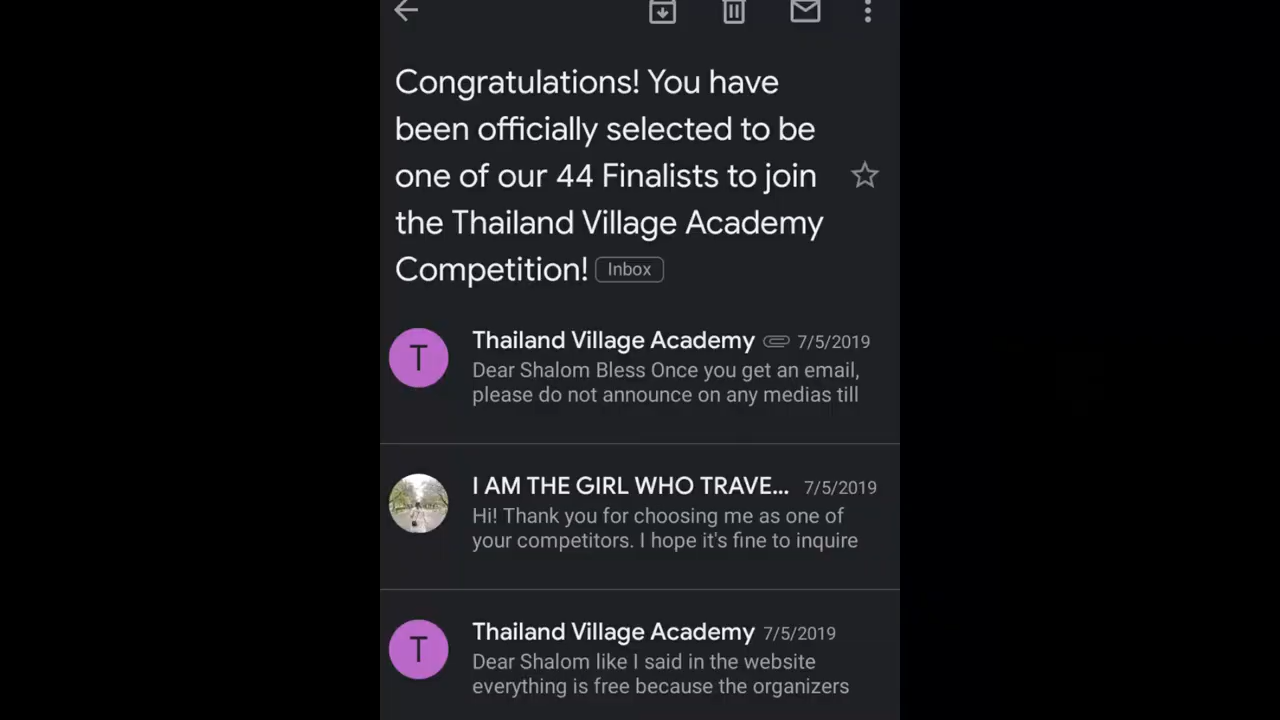 Congratulations! You have
been officially selected to be
one of our 44 Finalists to join
the Thailand Village Academy
Competition! Inbox
T
Thailand Village Academy 7/5/2019
Dear Shalom Bless Once you get an email,
please do not announce on any medias till
I AM THE GIRL WHO TRAVE... 7/5/2019
Hi! Thank you for choosing me as one of
your competitors. I hope it's fine to inquire
T
Thailand Village Academy 7/5/2019
Dear Shalom like I said in the website
everything is free because the organizers